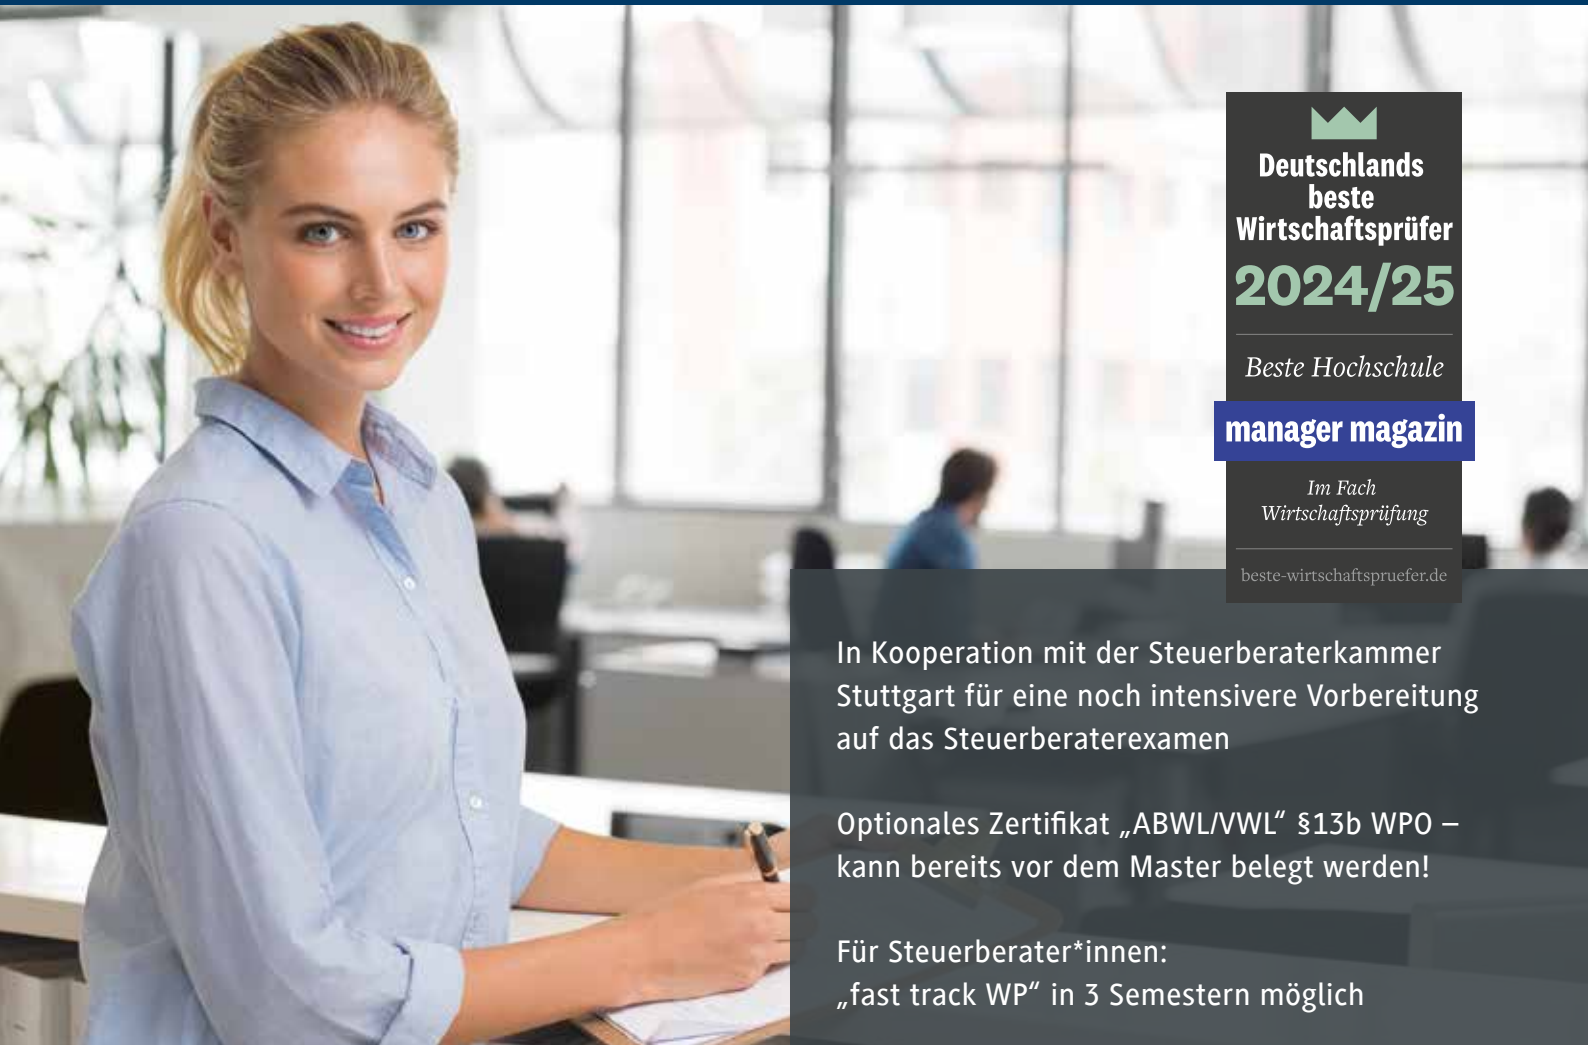 Deutschlands
beste
Wirtschaftsprüfer
2024/25
Beste Hochschule
manager magazin
Im Fach
Wirtschaftsprüfung
beste-wirtschaftspruefer.de
In Kooperation mit der Steuerberaterkammer
Stuttgart für eine noch intensivere Vorbereitung
auf das Steuerberaterexamen
Optionales Zertifikat „ABWL/VWL“ §13b WPO –
kann bereits vor dem Master belegt werden!
Für Steuerberater*innen:
„fast track WP“ in 3 Semestern möglich